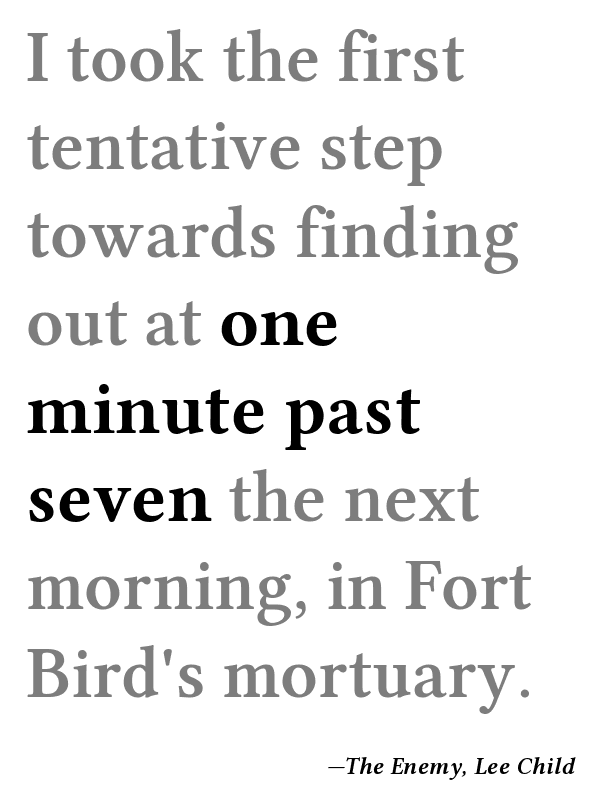 I took the first
tentative step
towards finding
out at one
minute past
seven the next
morning, in Fort
Bird's mortuary.
—The Enemy, Lee Child